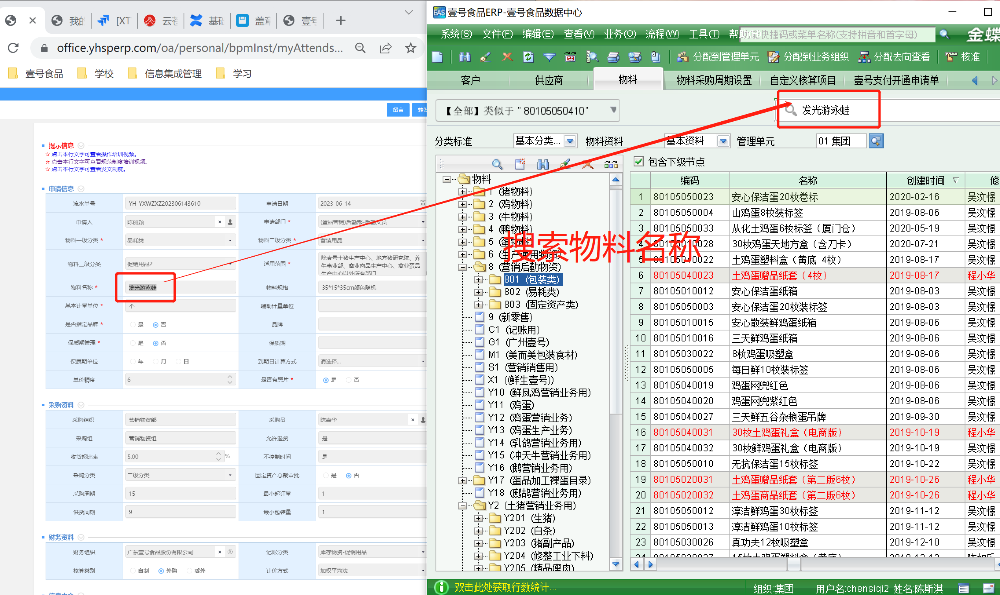 我的
[XT
云苍
基础
盖章
壹号
office.yhsperp.com/oa/personal/bpmInst/myAttends...
壹号食品
学校
信息集成管理
学习
留言
转发
提示信息
☆ 点击本行文字可查看操作培训视频。
☆ 点击本行文字可查看规范制度培训视频。
☆ 点击本行文字可查看发文制度。
申请信息
流水单号 YH-YXWZXZ202306143610 申请日期 2023-06-14
申请人 陈丽颖 申请部门 * (蛋品营销)后勤部-后勤文员
物料一级分类 * 易耗类 物料二级分类 * 营销用品
物料三级分类 促销用品2 适用范围 * 除壹号土猪生产中心、地方猪研究院、养
牛事业部、禽业肉品生产中心、禽业蛋品
生产中心以外所有部门
物料名称 * 发光游泳蛙 物料规格 35*15*35cm颜色随机
基本计量单位 * 个 辅助计量单位
是否指定品牌 * 是 否 品牌
保质期管理 * 是 否 保质期
保质期单位 年 月 日 到期日计算方式 请选择...
单价精度 6 是否有照片 * 是 否
采购资料
采购组织 营销物资部 采购员 陈嘉华
采购组 营销物资组 允许退货 是
收货超比率 5.00 % 不控制时间 是
采购分类 二级分类 固定资产总裁审批 是 否
采购周期 15 最小起订量 1
供货周期 9 最小包装量 1
财务资料
财务组织 广东壹号食品股份有限公司 记账分类 库存物资-促销用品
核算类别 自制 外购 委外 计价方式 加权平均法
信息中心
EAS 壹号食品ERP-壹号食品数据中心
系统(S) 文件(F) 编辑(E) 查看(V) 业务(O) 流程(W) 工具(T) 帮助
快捷码或菜单名称(支持拼音和首字母)
金蝶
分配到管理单元 分配到业务组织 分配去向查看 核准
客户 供应商 物料 物料采购周期设置 自定义核算项目 壹号支付开通申请单
【全部】类似于 " 80105050410"
发光游泳蛙
分类标准 基本分类... 物料资料 基本资料 管理单元 01 集团
包含下级节点
搜索物料名称
物料
1 (猪物料)
2 (鸡物料)
3 (牛物料)
4 (鸭物料)
5 (蛋物料)
6 (生产通用物资)
8 (营销后勤物资)
801 (包装类)
802 (易耗类)
803 (固定资产类)
9 (新零售)
C1 (记账用)
G1 (广州壹号)
M1 (美而美包装食材)
S1 (营销销售用)
X1 ((鲜生壹号))
Y10 (鲜凤鸡营销业务用)
Y11 (鸡蛋)
Y12 (鸡蛋营销业务)
Y13 (鸡蛋生产业务)
Y14 (乳鸽营销业务用)
Y15 (冲天牛营销业务用)
Y16 (鹅营销业务用)
Y17 (蛋品加工裸蛋目录)
Y18 (鹧鸪营销业务用)
Y2 (土猪营销业务用)
Y201 (生猪)
Y202 (白条)
Y203 (猪副产品)
Y204 (修整工业下料)
Y205 (精品瘦肉)
编码 名称 创建时间 修
1 80105050023 安心保洁蛋20枚卷标 2020-02-16 吴汶憬
2 80105050004 山鸡蛋8枚装标签 2019-08-06 吴汶憬
3 80105050033 从化土鸡蛋6枚标签（厦门仓） 2020-05-19 吴汶憬
4 80105010028 30枚鸡蛋天地方盒（含刀卡） 2020-07-21 吴汶憬
5 80105040022 土鸡蛋塑料盒（黄底 4枚） 2019-08-17 吴汶憬
6 80105040023 土鸡蛋赠品纸套（4枚） 2019-08-17 程小华
7 80105010012 安心保洁蛋纸箱 2019-08-03 吴汶憬
8 80105050003 安心保洁蛋20枚装标签 2019-08-03 吴汶憬
9 80105010015 安心散装鲜鸡蛋纸箱 2019-08-06 吴汶憬
10 80105010016 三天鲜鸡蛋纸箱 2019-08-06 吴汶憬
11 80105030022 8枚鸡蛋吸塑盒 2019-08-06 吴汶憬
12 80105050005 每日鲜10枚装标签 2019-08-06 吴汶憬
13 80105040019 鸡蛋网兜红色 2019-08-06 吴汶憬
14 80105040020 鸡蛋网兜紫红色 2019-08-06 吴汶憬
15 80105040027 三天鲜五谷杂粮蛋吊牌 2019-09-30 吴汶憬
16 80105040031 30枚土鸡蛋礼盒（电商版） 2019-10-19 程小华
17 80105040032 30枚鲜鸡蛋礼盒（电商版） 2019-10-19 吴汶憬
18 80105050010 无抗保洁蛋15枚标签 2019-10-22 吴汶憬
19 80105020031 土鸡蛋赠品纸套（第二版6枚） 2019-10-26 程小华
20 80105020032 土鸡蛋商品纸套（第二版6枚） 2019-10-26 程小华
21 80105050012 淳洁鲜鸡蛋30枚标签 2019-11-12 吴汶憬
22 80105050013 淳洁鲜鸡蛋10枚标签 2019-11-12 吴汶憬
23 80105030026 真功夫12枚吸塑盒 2019-12-10 吴汶憬
双击此处获取行数统计...
组织:集团 用户名:chensiqi2 姓名:陈斯淇